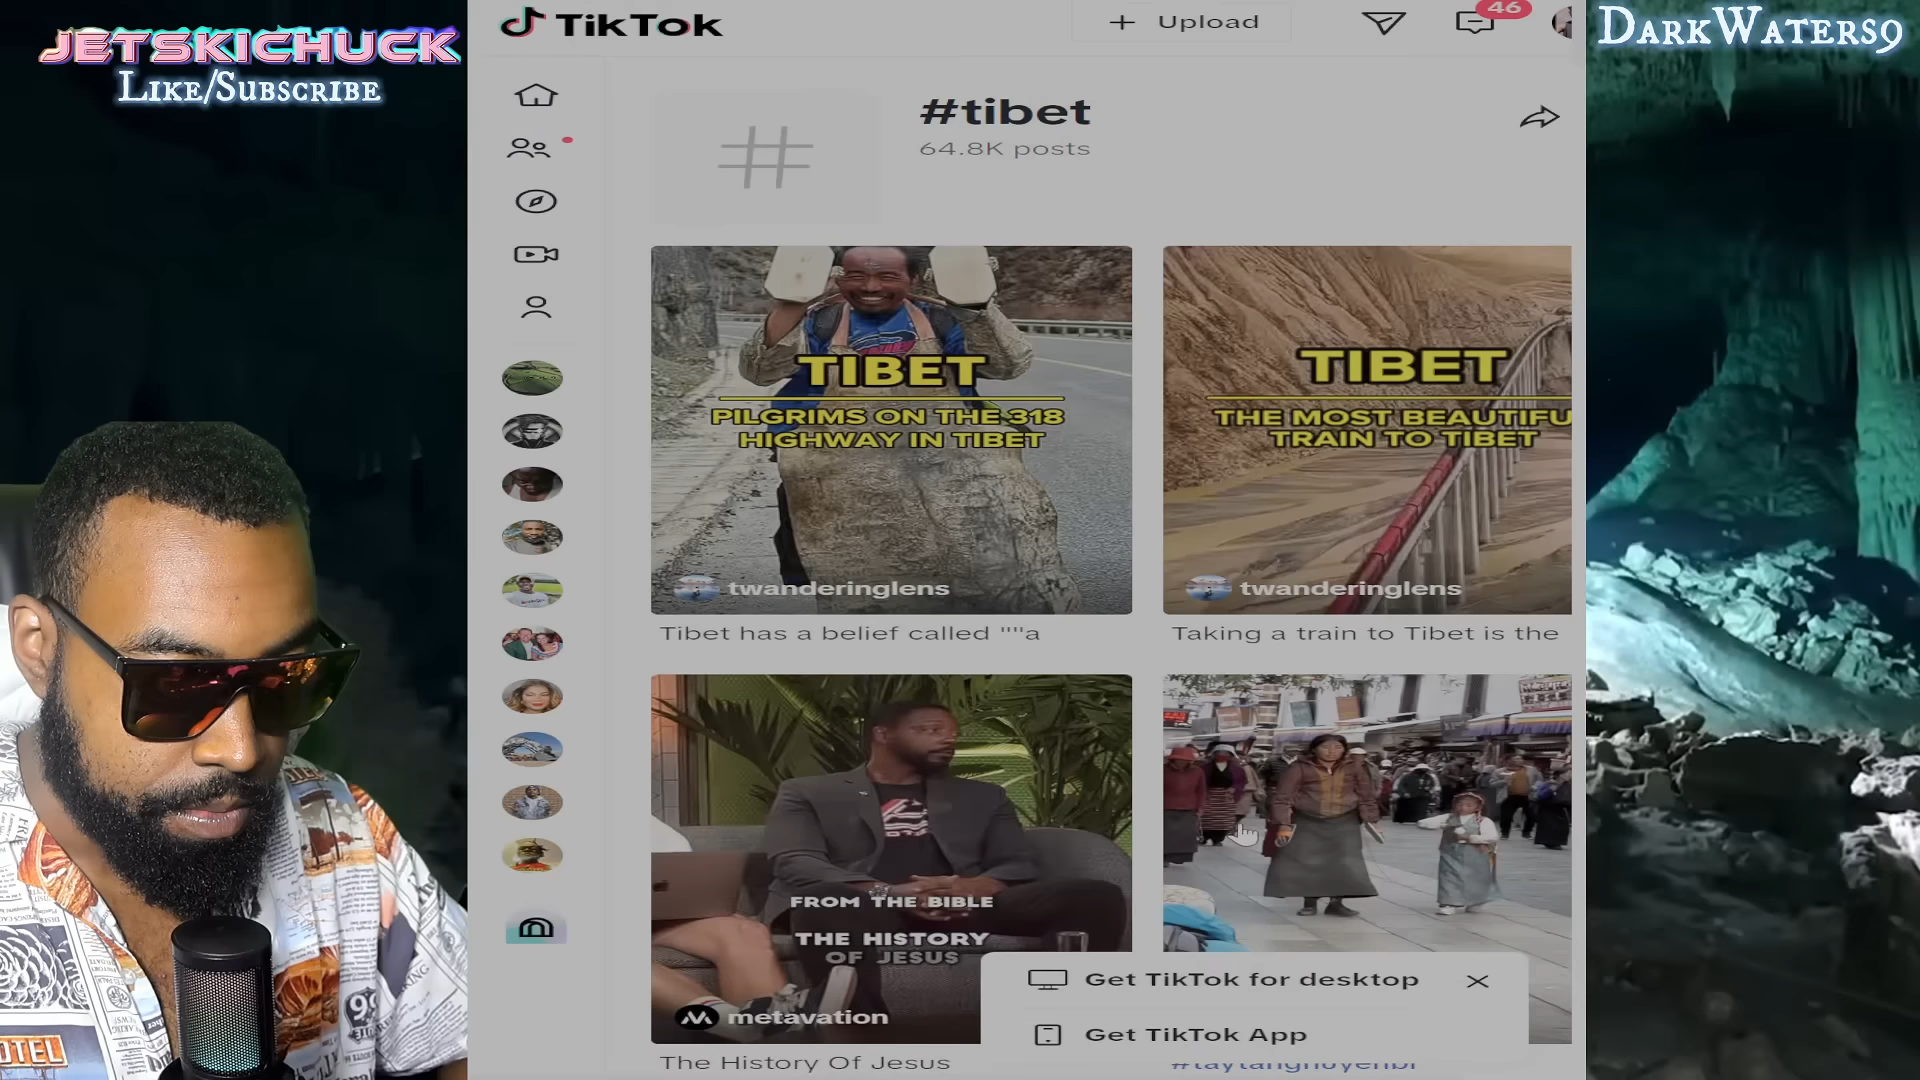 JETSKICHUCK
LIKE/SUBSCRIBE
TikTok
+ Upload
46
DARKWATERS9
#tibet
64.8K posts
TIBET
PILGRIMS ON THE 318
HIGHWAY IN TIBET
twanderinglens
Tibet has a belief called ""'a
TIBET
THE MOST BEAUTIFU
TRAIN TO TIBET
twanderinglens
Taking a train to Tibet is the
FROM THE BIBLE
THE HISTORY
OF JESUS
metavation
The History Of Jesus
Get TikTok for desktop
Get TikTok App
#taytanghuyenbi
OTEL